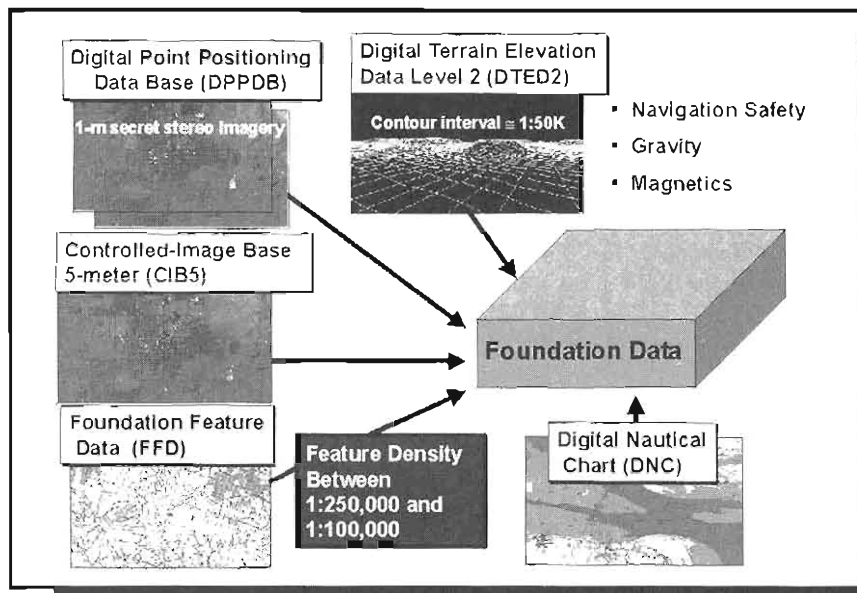 Digital Point Positioning
Data Base (DPPDB)
1-m secret stereo Imagery
Digital Terrain Elevation
Data Level 2 (DTED2)
Contour interval ≅ 1:50K
▪ Navigation Safety
▪ Gravity
▪ Magnetics
Controlled-Image Base
5-meter (CIB5)
Foundation Data
Foundation Feature
Data (FFD)
Feature Density
Between
1:250,000 and
1:100,000
Digital Nautical
Chart (DNC)